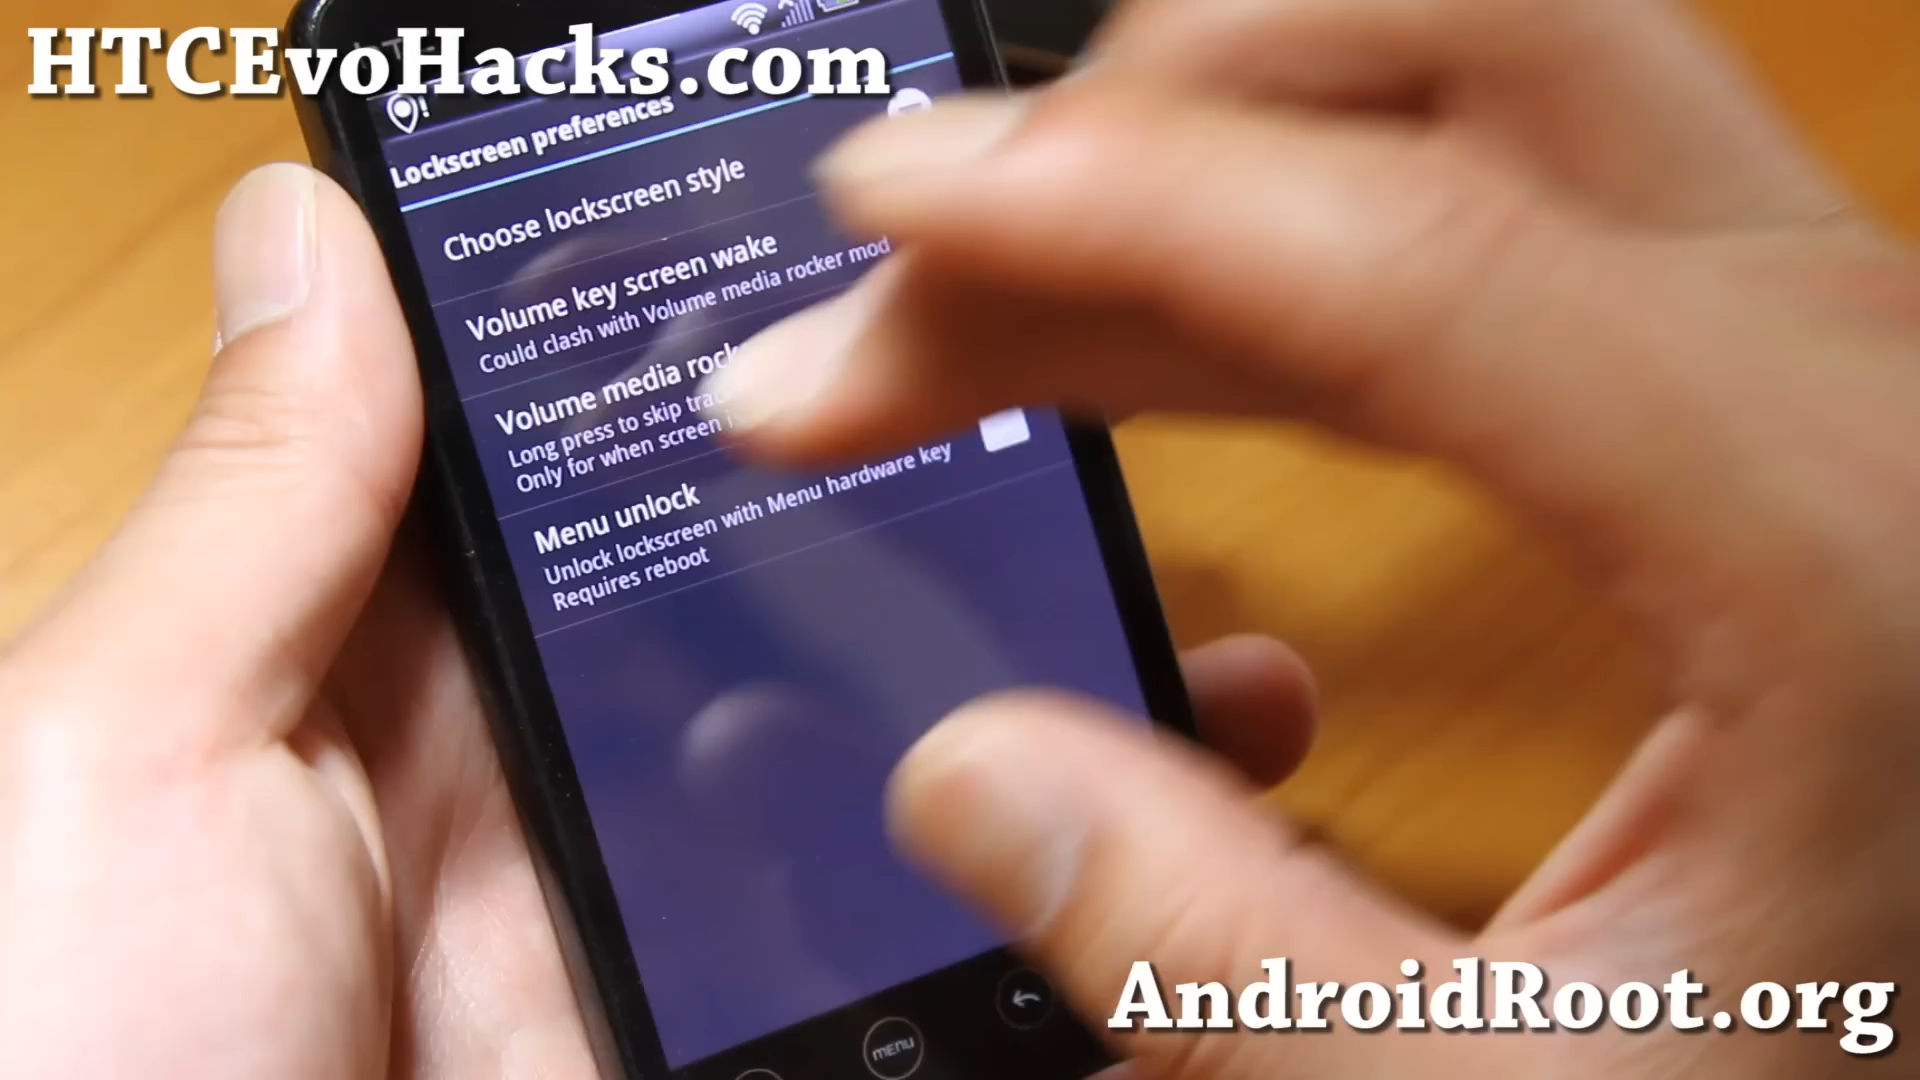 HTCEvoHacks.com
Lockscreen preferences
Choose lockscreen style
Volume key screen wake
Could clash with Volume media rocker mod
Volume media
Long press to skip
Only for when screen
Menu unlock
Unlock lockscreen with Menu hardware key
Requires reboot
MENU
AndroidRoot.org